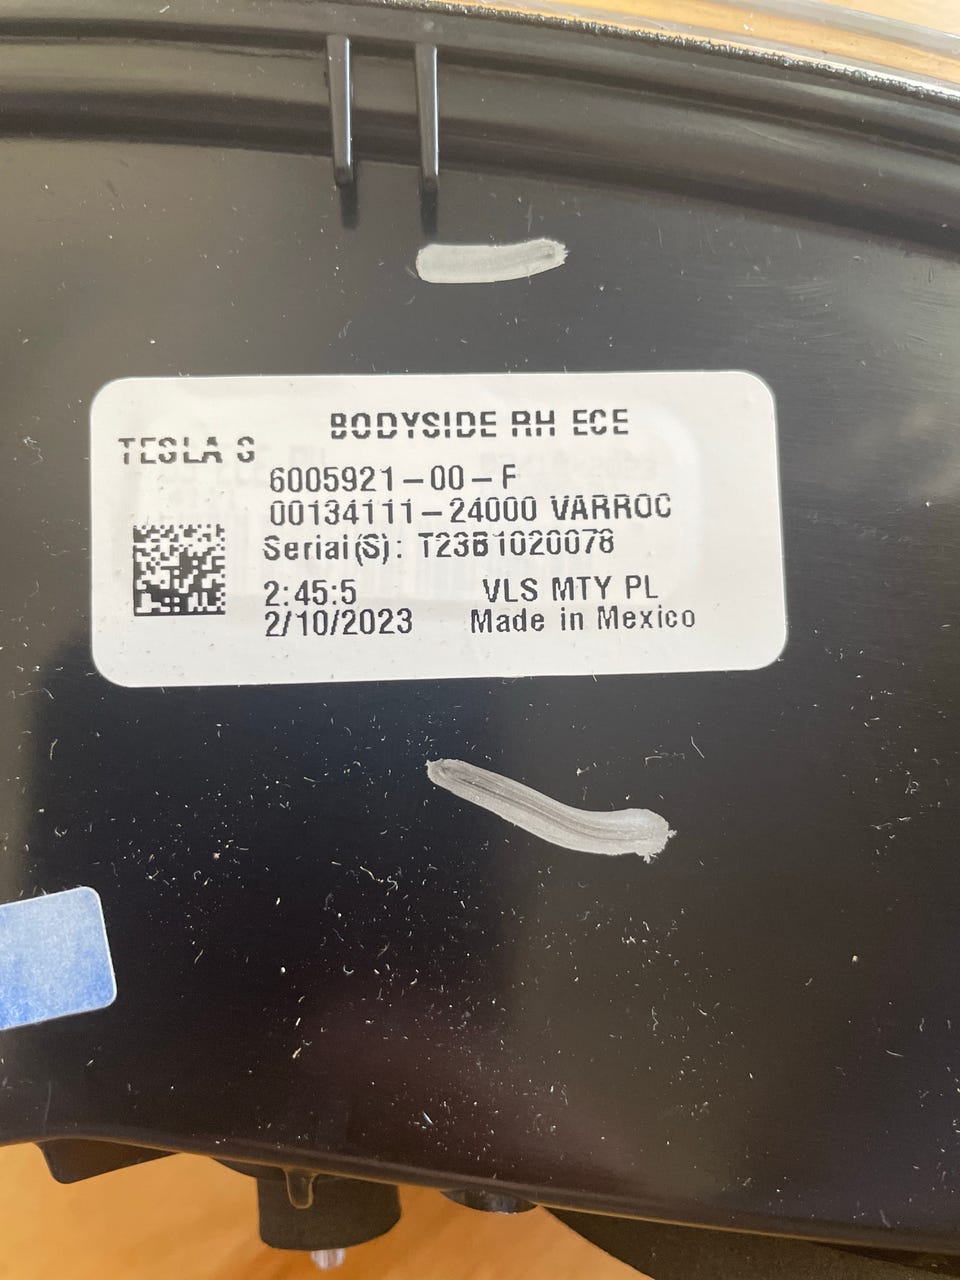 BODYSIDE RH ECE
TESLA S
6005921-00-F
00134111-24000 VARROC
Serial(S): T23B1020078
2:45:5 VLS MTY PL
2/10/2023 Made in Mexico